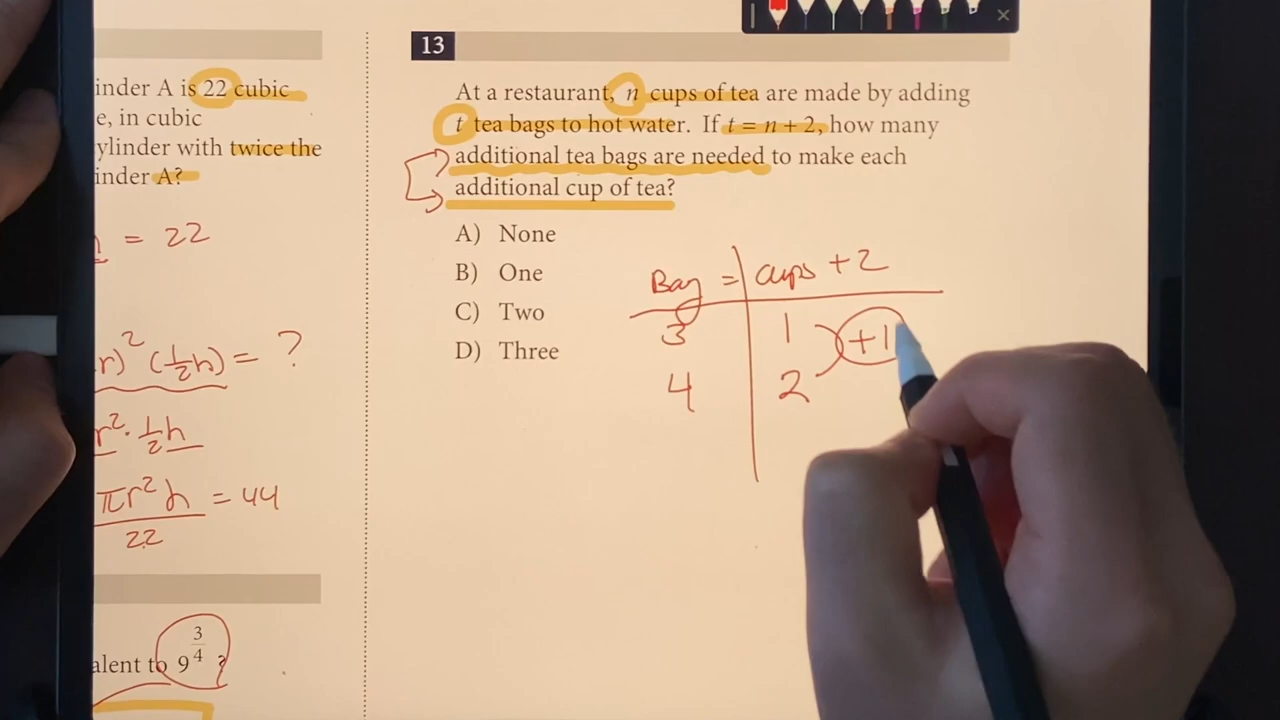 inder A is 22 cubic
e, in cubic
ylinder with twice the
inder A?
= 22
r)² (½h) = ?
r² · ½h
πr²h = 44
22
alent to 9^(3/4) ?
13
At a restaurant, n cups of tea are made by adding
t tea bags to hot water. If t = n + 2, how many
additional tea bags are needed to make each
additional cup of tea?
A) None
B) One
C) Two
D) Three
Bag = cups + 2
3 1 +1
4 2